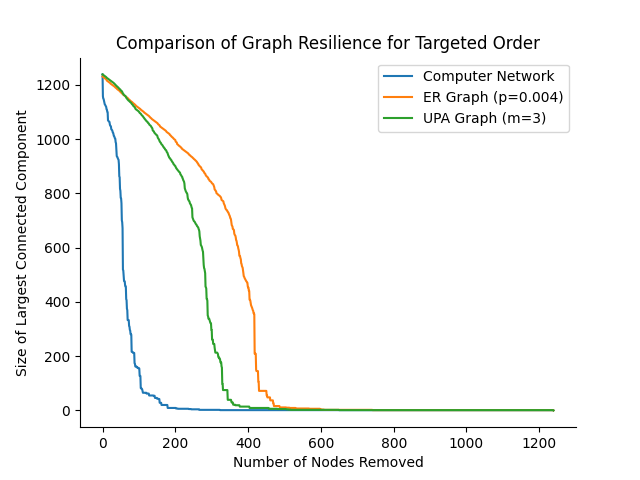 Comparison of Graph Resilience for Targeted Order
Computer Network
ER Graph (p=0.004)
UPA Graph (m=3)
Size of Largest Connected Component
1200
1000
800
600
400
200
0
0 200 400 600 800 1000 1200
Number of Nodes Removed